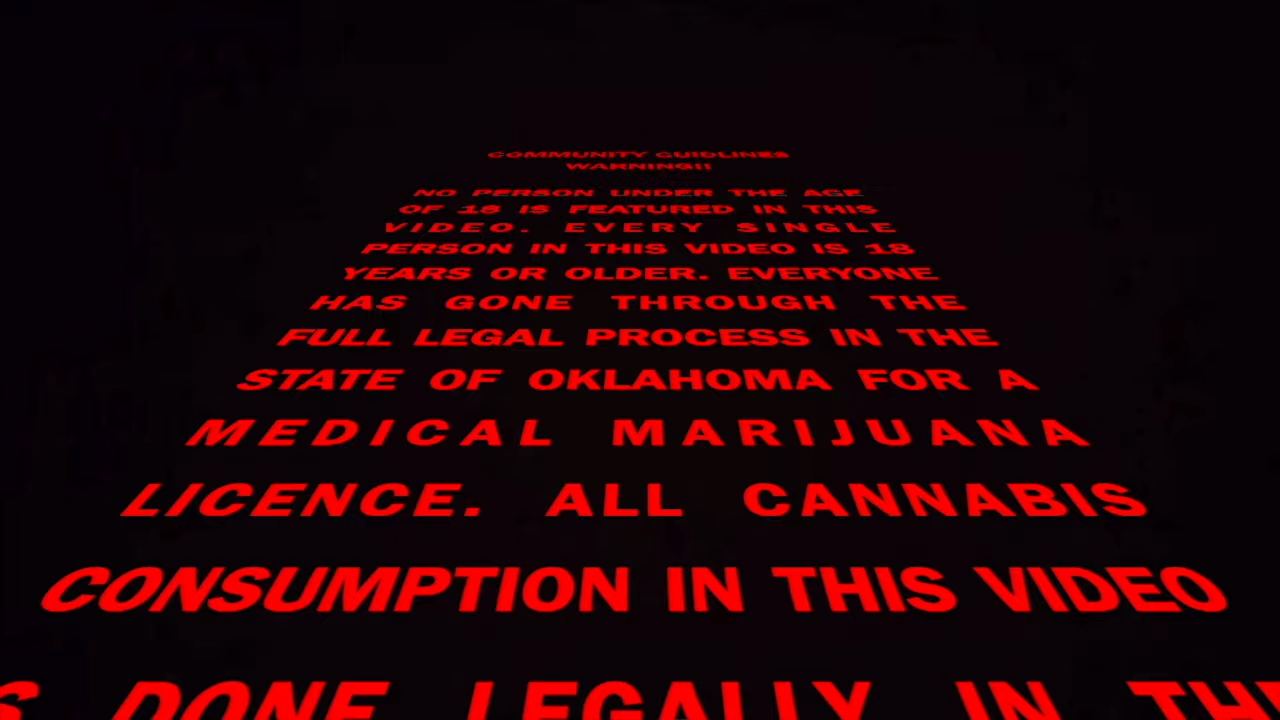 COMMUNITY GUIDLINES
WARNING!!
NO PERSON UNDER THE AGE
OF 18 IS FEATURED IN THIS
VIDEO. EVERY SINGLE
PERSON IN THIS VIDEO IS 18
YEARS OR OLDER. EVERYONE
HAS GONE THROUGH THE
FULL LEGAL PROCESS IN THE
STATE OF OKLAHOMA FOR A
MEDICAL MARIJUANA
LICENCE. ALL CANNABIS
CONSUMPTION IN THIS VIDEO
DONE LEGALLY IN THE